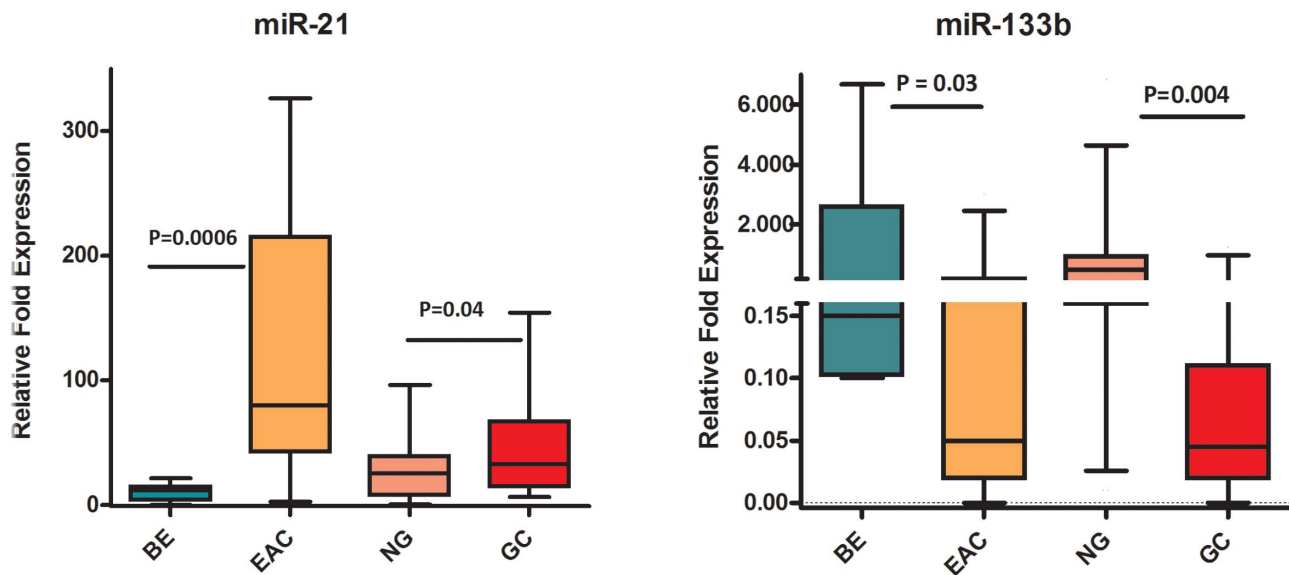 miR-21
miR-133b
Relative Fold Expression
300
200
100
0
P=0.0006
P=0.04
BE
EAC
NG
GC
Relative Fold Expression
6.000
4.000
2.000
0.15
0.10
0.05
0.00
P = 0.03
P=0.004
BE
EAC
NG
GC